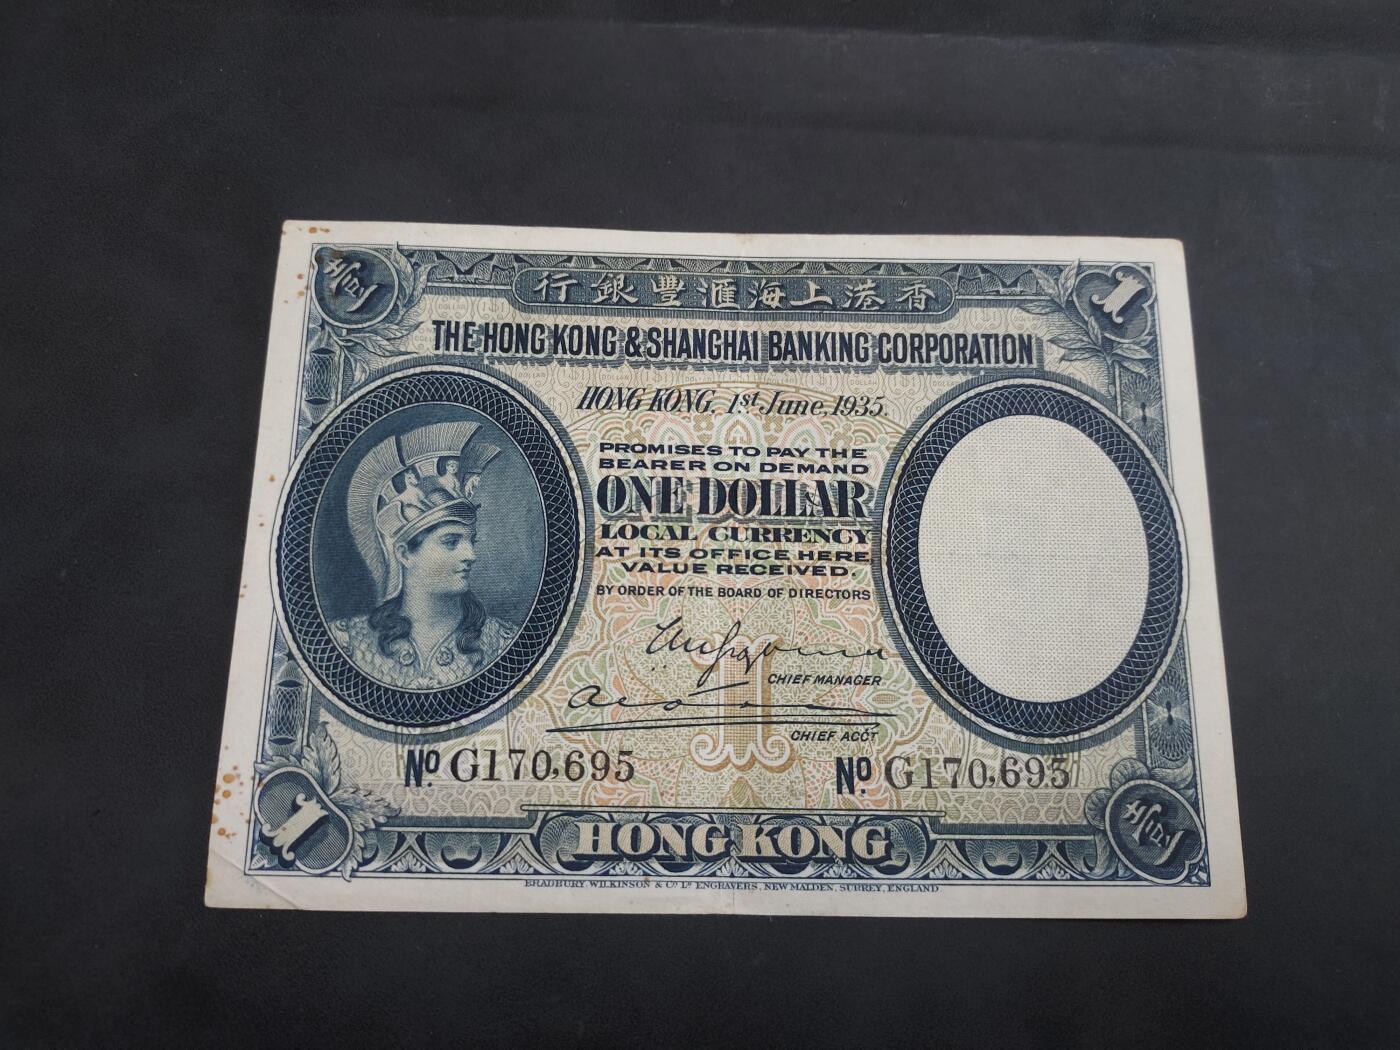 壹圓
1
行銀豐滙海上港香
THE HONG KONG & SHANGHAI BANKING CORPORATION
HONG KONG, 1st June, 1935.
PROMISES TO PAY THE
BEARER ON DEMAND
ONE DOLLAR
LOCAL CURRENCY
AT ITS OFFICE HERE
VALUE RECEIVED.
BY ORDER OF THE BOARD OF DIRECTORS
CHIEF MANAGER
CHIEF ACCT
1
No. G170,695
No. G170,695
1
HONG KONG
壹圓
BRADBURY, WILKINSON & Co. Ld. ENGRAVERS, NEW MALDEN, SURREY, ENGLAND